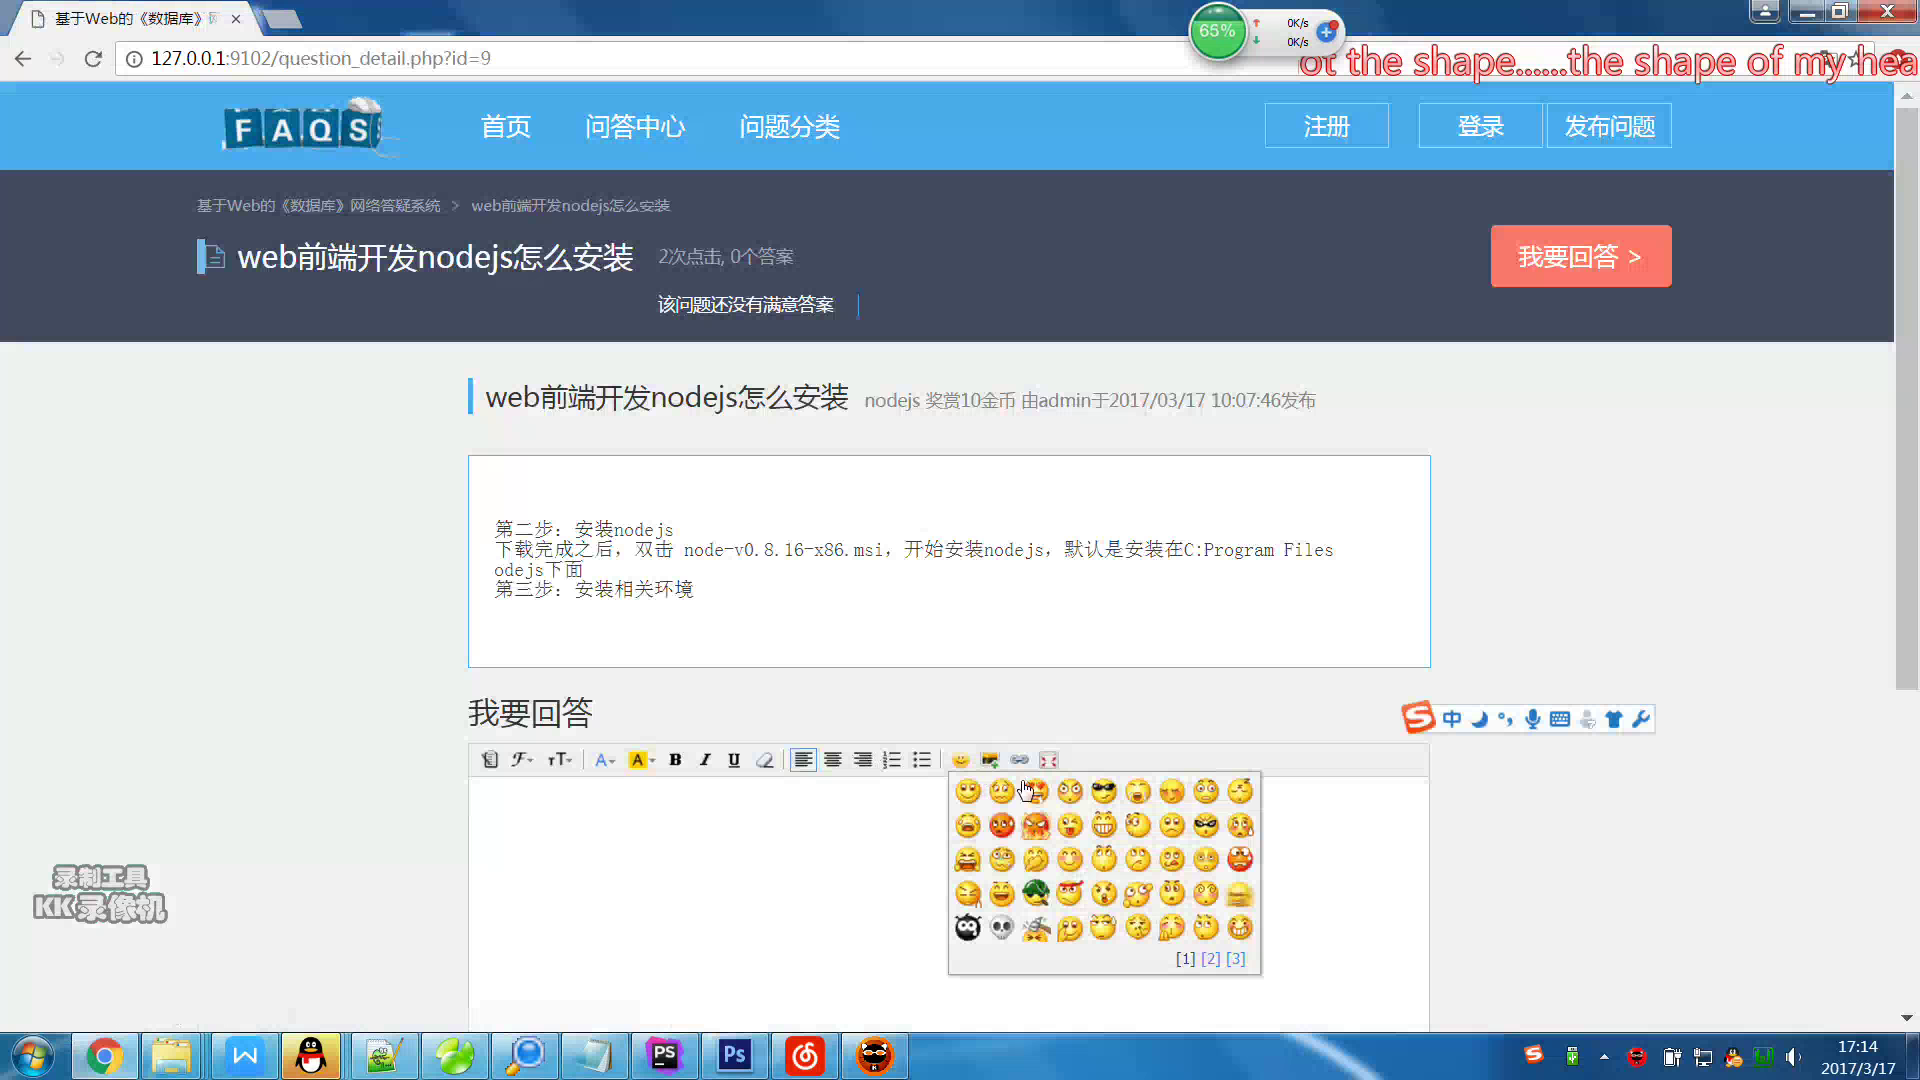 基于Web的《数据库》
65%
0K/s
0K/s
127.0.0.1:9102/question_detail.php?id=9
ot the shape......the shape of my hea
FAQS
首页
问答中心
问题分类
注册
登录
发布问题
基于Web的《数据库》网络答疑系统 > web前端开发nodejs怎么安装
web前端开发nodejs怎么安装 2次点击, 0个答案
我要回答 >
该问题还没有满意答案
web前端开发nodejs怎么安装 nodejs 奖赏10金币 由admin于2017/03/17 10:07:46发布
第二步：安装nodejs
下载完成之后，双击 node-v0.8.16-x86.msi，开始安装nodejs，默认是安装在C:Program Files
odejs下面
第三步：安装相关环境
我要回答
中
[1] [2] [3]
录制工具
KK 录像机
17:14
2017/3/17